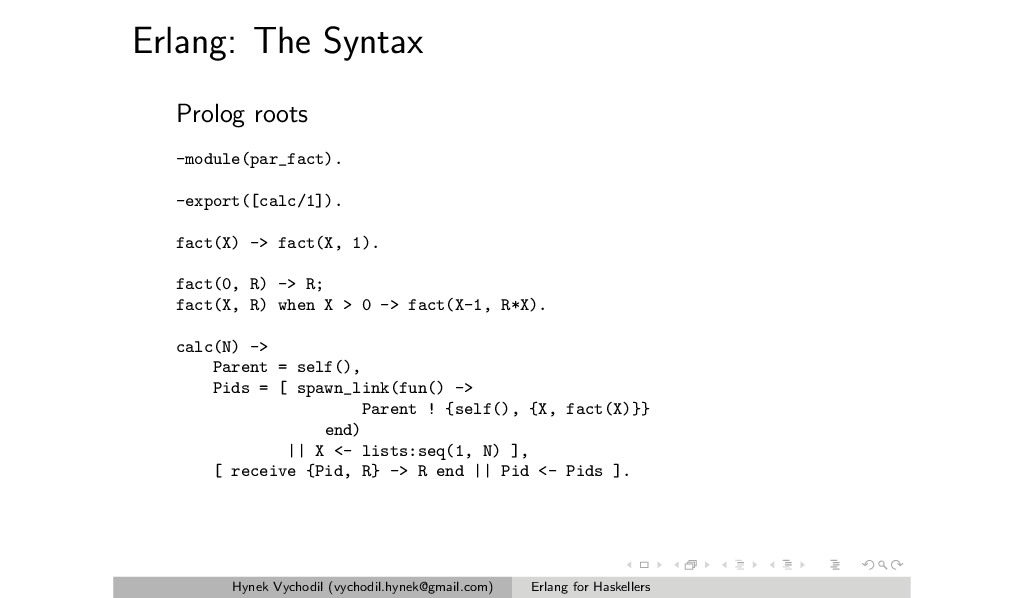 Erlang: The Syntax
Prolog roots
-module(par_fact).
-export([calc/1]).
fact(X) -> fact(X, 1).
fact(0, R) -> R;
fact(X, R) when X > 0 -> fact(X-1, R*X).
calc(N) ->
    Parent = self(),
    Pids = [ spawn_link(fun() ->
                    Parent ! {self(), {X, fact(X)}}
                end)
            || X <- lists:seq(1, N) ],
    [ receive {Pid, R} -> R end || Pid <- Pids ].
Hynek Vychodil (vychodil.hynek@gmail.com) Erlang for Haskellers